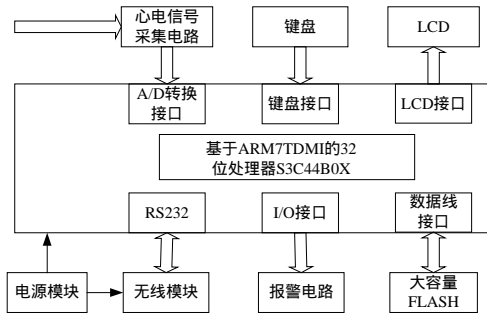 心电信号
采集电路
键盘
LCD
A/D转换
接口
键盘接口
LCD接口
基于ARM7TDMI的32
位处理器S3C44B0X
RS232
I/O接口
数据线
接口
电源模块
无线模块
报警电路
大容量
FLASH